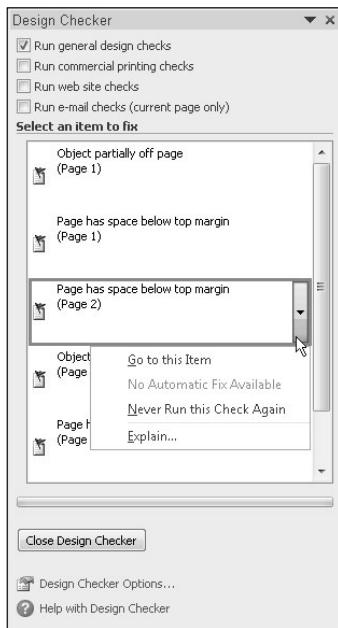 Design Checker
Run general design checks
Run commercial printing checks
Run web site checks
Run e-mail checks (current page only)
Select an item to fix
Object partially off page
(Page 1)
Page has space below top margin
(Page 1)
Page has space below top margin
(Page 2)
Object
(Page
Page
(Page
Go to this Item
No Automatic Fix Available
Never Run this Check Again
Explain...
Close Design Checker
Design Checker Options...
Help with Design Checker